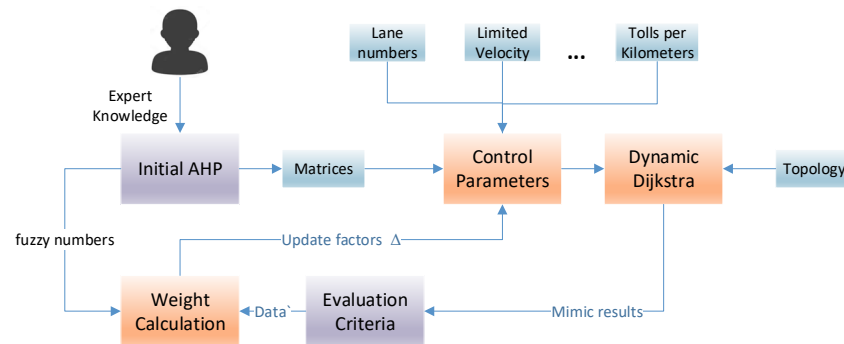 Lane
numbers
Limited
Velocity
...
Tolls per
Kilometers
Expert
Knowledge
Initial AHP
Matrices
Control
Parameters
Dynamic
Dijkstra
Topology
fuzzy numbers
Update factors Δ
Weight
Calculation
Data`
Evaluation
Criteria
Mimic results